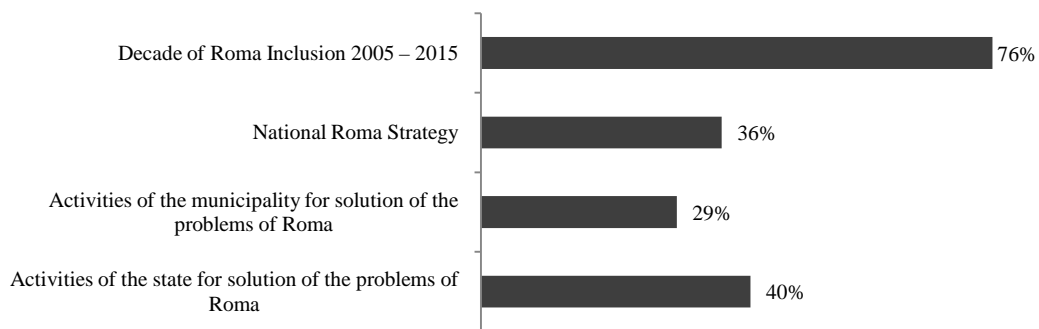 Decade of Roma Inclusion 2005 – 2015
76%
National Roma Strategy
36%
Activities of the municipality for solution of the
problems of Roma
29%
Activities of the state for solution of the problems of
Roma
40%